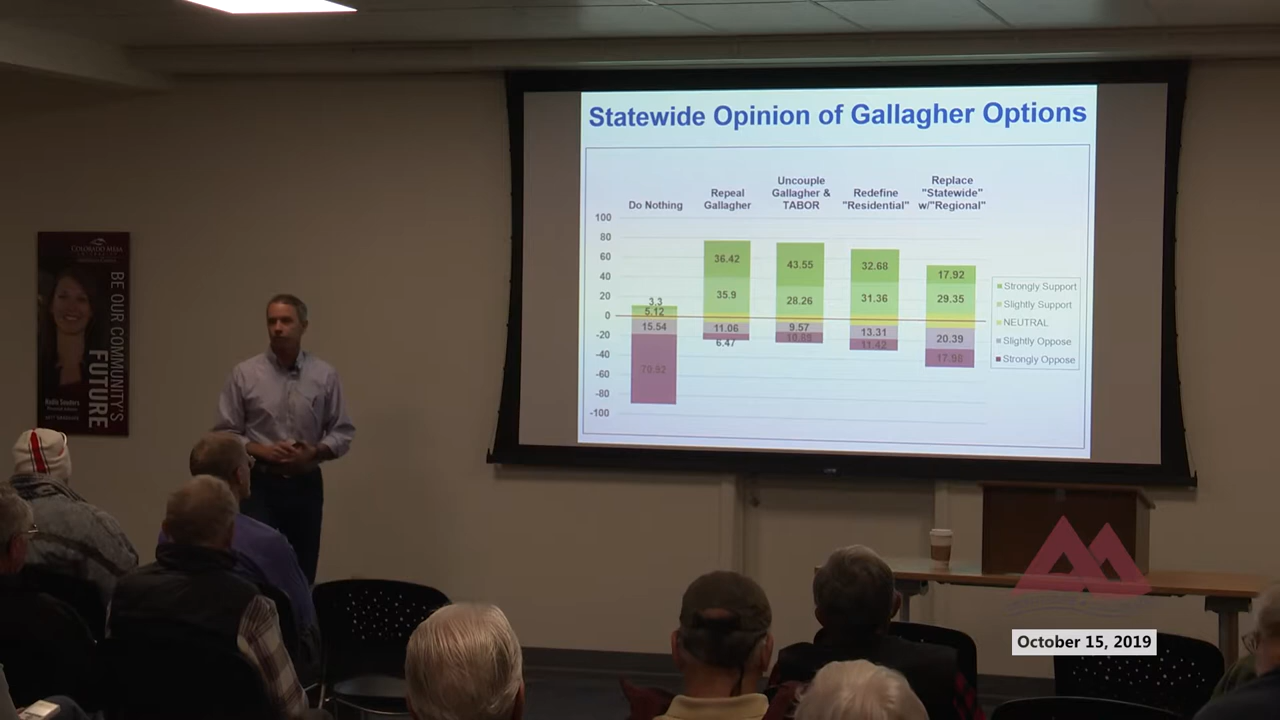 Statewide Opinion of Gallagher Options
Do Nothing
Repeal
Gallagher
Uncouple
Gallagher &
TABOR
Redefine
"Residential"
Replace
"Statewide"
w/"Regional"
100
80
60
40
20
0
-20
-40
-60
-80
-100
3.3
5.12
15.54
70.52
36.42
35.9
11.06
6.47
43.55
28.26
9.57
32.68
31.36
13.31
11.42
17.92
29.35
20.39
17.98
Strongly Support
Slightly Support
NEUTRAL
Slightly Oppose
Strongly Oppose
COLORADO MESA
BE OUR COMMUNITY'S
FUTURE
October 15, 2019